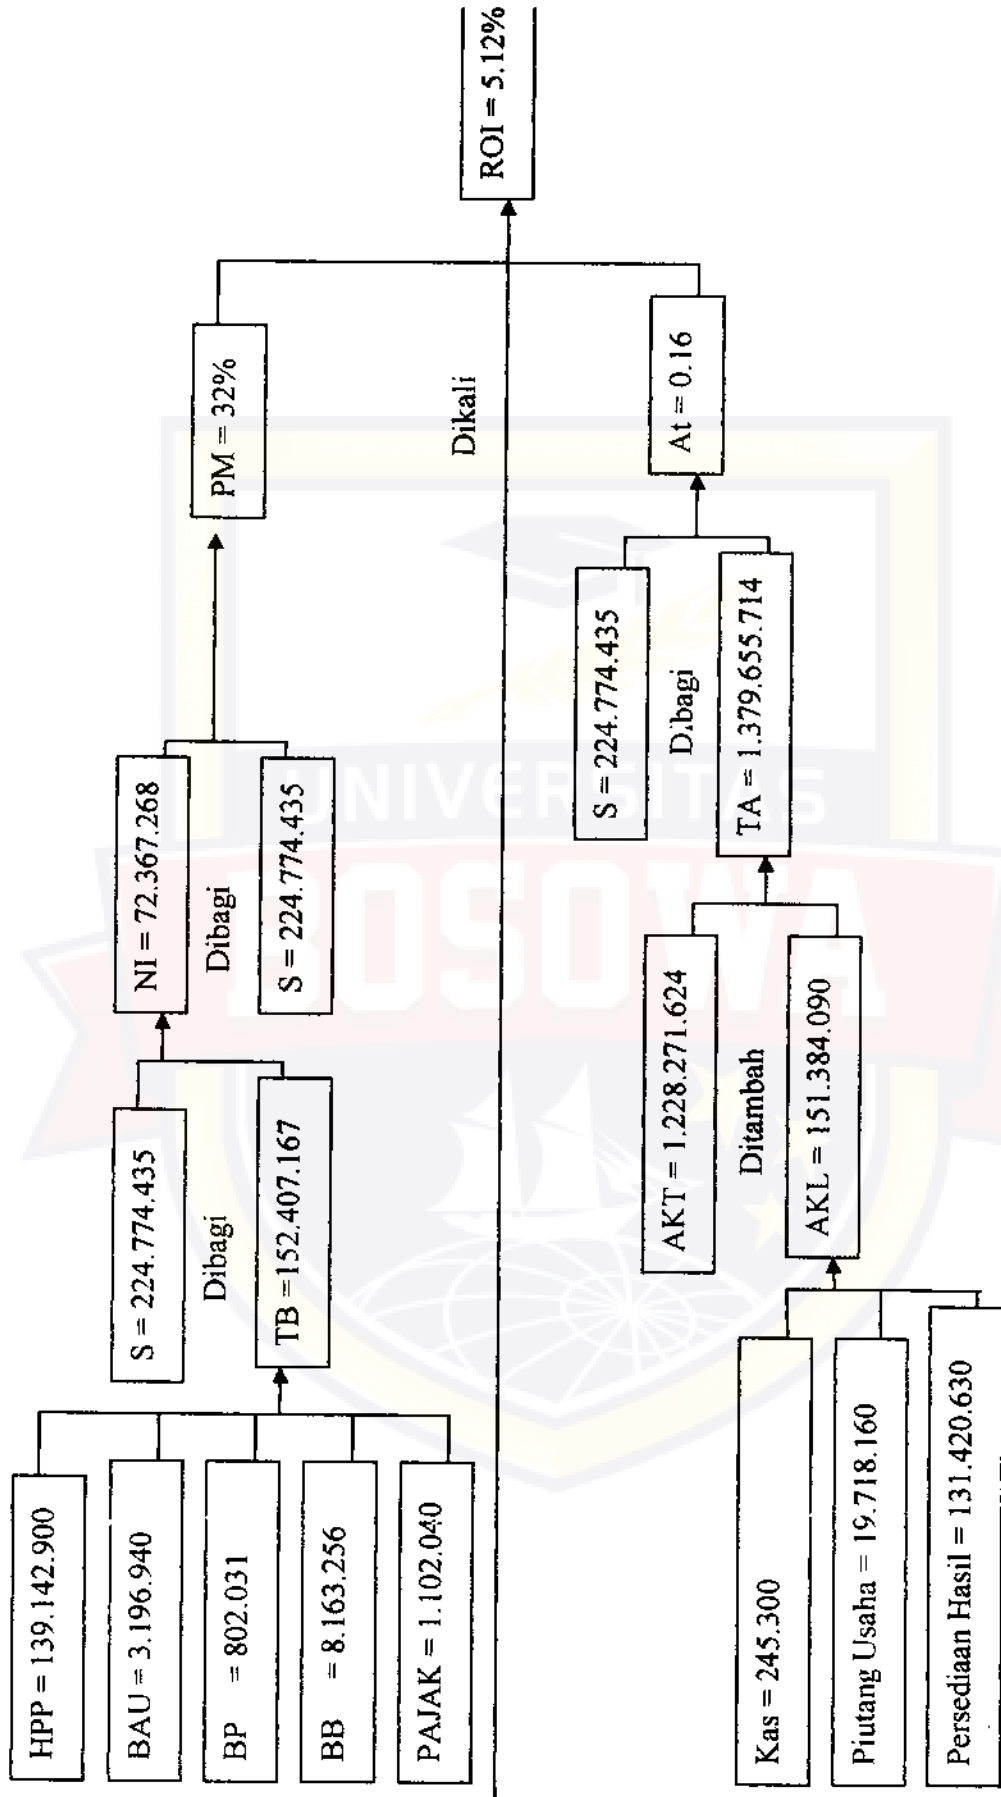 HPP = 139.142.900
BAU = 3.196.940
BP = 802.031
BB = 8.163.256
PAJAK = 1.102.040
S = 224.774.435
Dibagi
TB =152.407.167
NI = 72.367.268
Dibagi
S = 224.774.435
PM = 32%
Dikali
ROI = 5.12%
Kas = 245.300
Piutang Usaha = 19.718.160
Persediaan Hasil = 131.420.630
AKT = 1.228.271.624
Ditambah
AKL = 151.384.090
S = 224.774.435
Dibagi
TA = 1.379.655.714
At = 0.16
UNIVERSITAS
BOSOWA